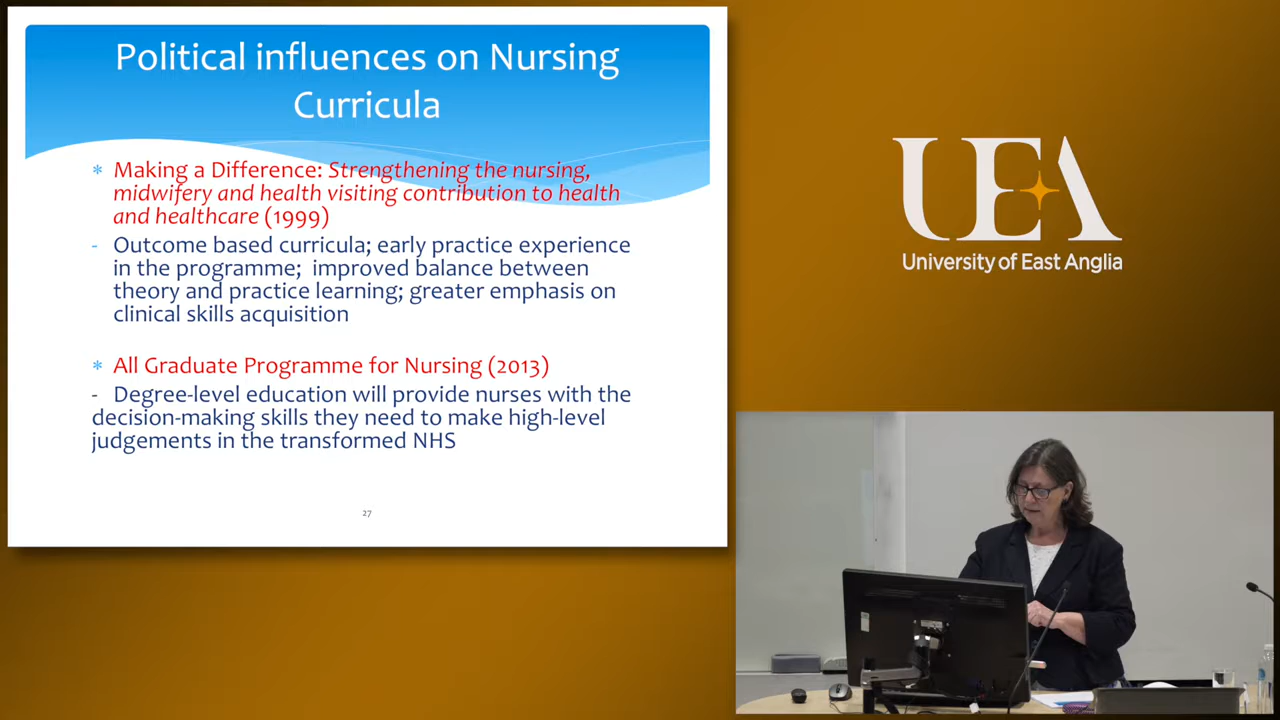 Political influences on Nursing
Curricula
* Making a Difference: Strengthening the nursing,
midwifery and health visiting contribution to health
and healthcare (1999)
- Outcome based curricula; early practice experience
in the programme; improved balance between
theory and practice learning; greater emphasis on
clinical skills acquisition
* All Graduate Programme for Nursing (2013)
- Degree-level education will provide nurses with the
decision-making skills they need to make high-level
judgements in the transformed NHS
27
UEA
University of East Anglia